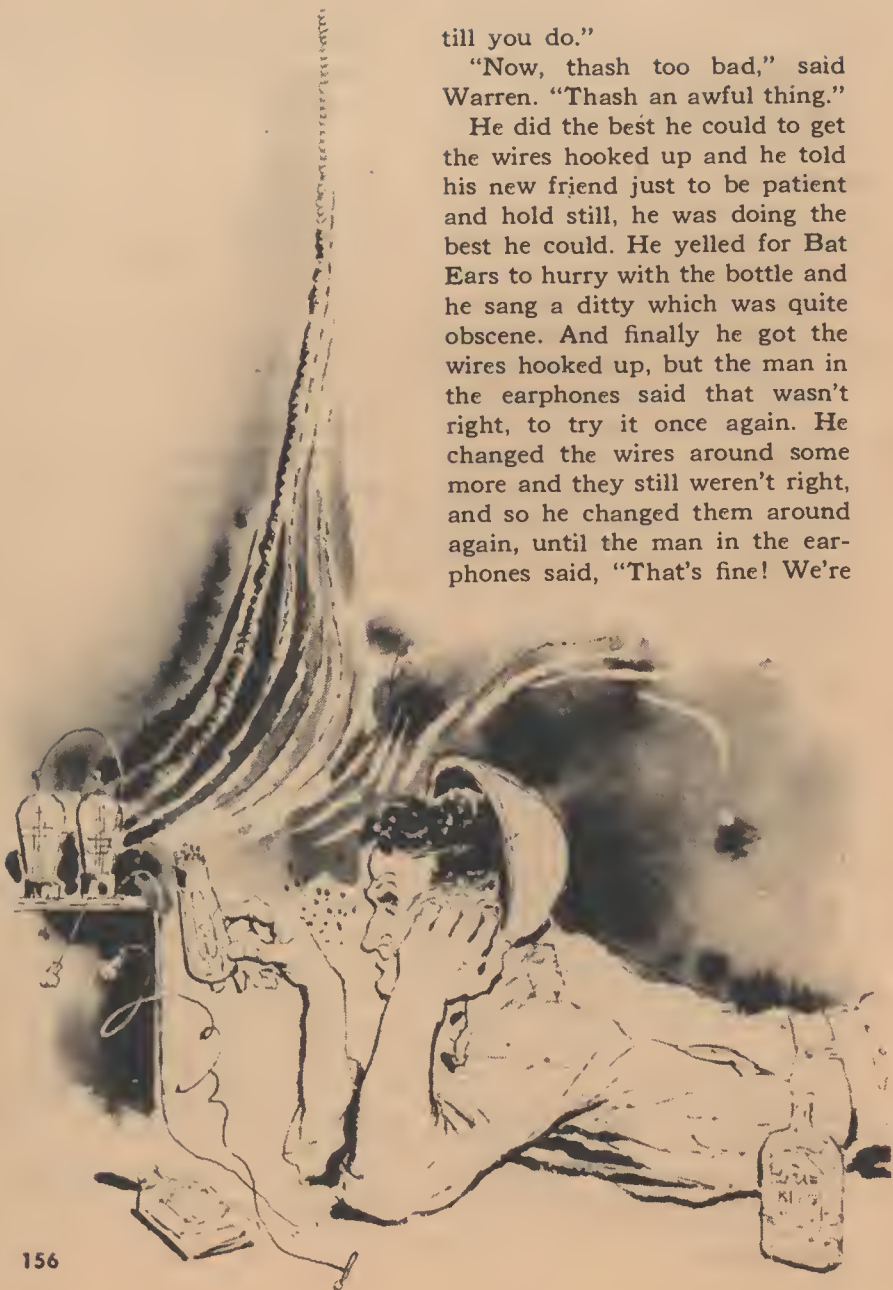 till you do.”
“Now, thash too bad,” said
Warren. “Thash an awful thing.”
He did the best he could to get
the wires hooked up and he told
his new friend just to be patient
and hold still, he was doing the
best he could. He yelled for Bat
Ears to hurry with the bottle and
he sang a ditty which was quite
obscene. And finally he got the
wires hooked up, but the man in
the earphones said that wasn't
right, to try it once again. He
changed the wires around some
more and they still weren't right,
and so he changed them around
again, until the man in the ear-
phones said, “That's fine! We're
156